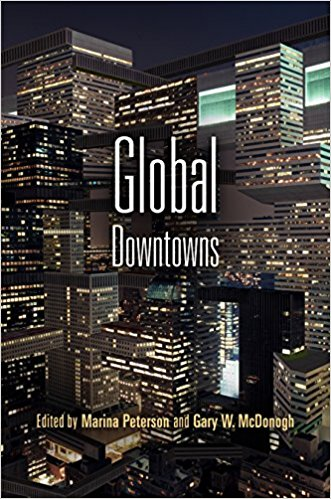 Global
Downtowns
Edited by Marina Peterson and Gary W. McDonogh